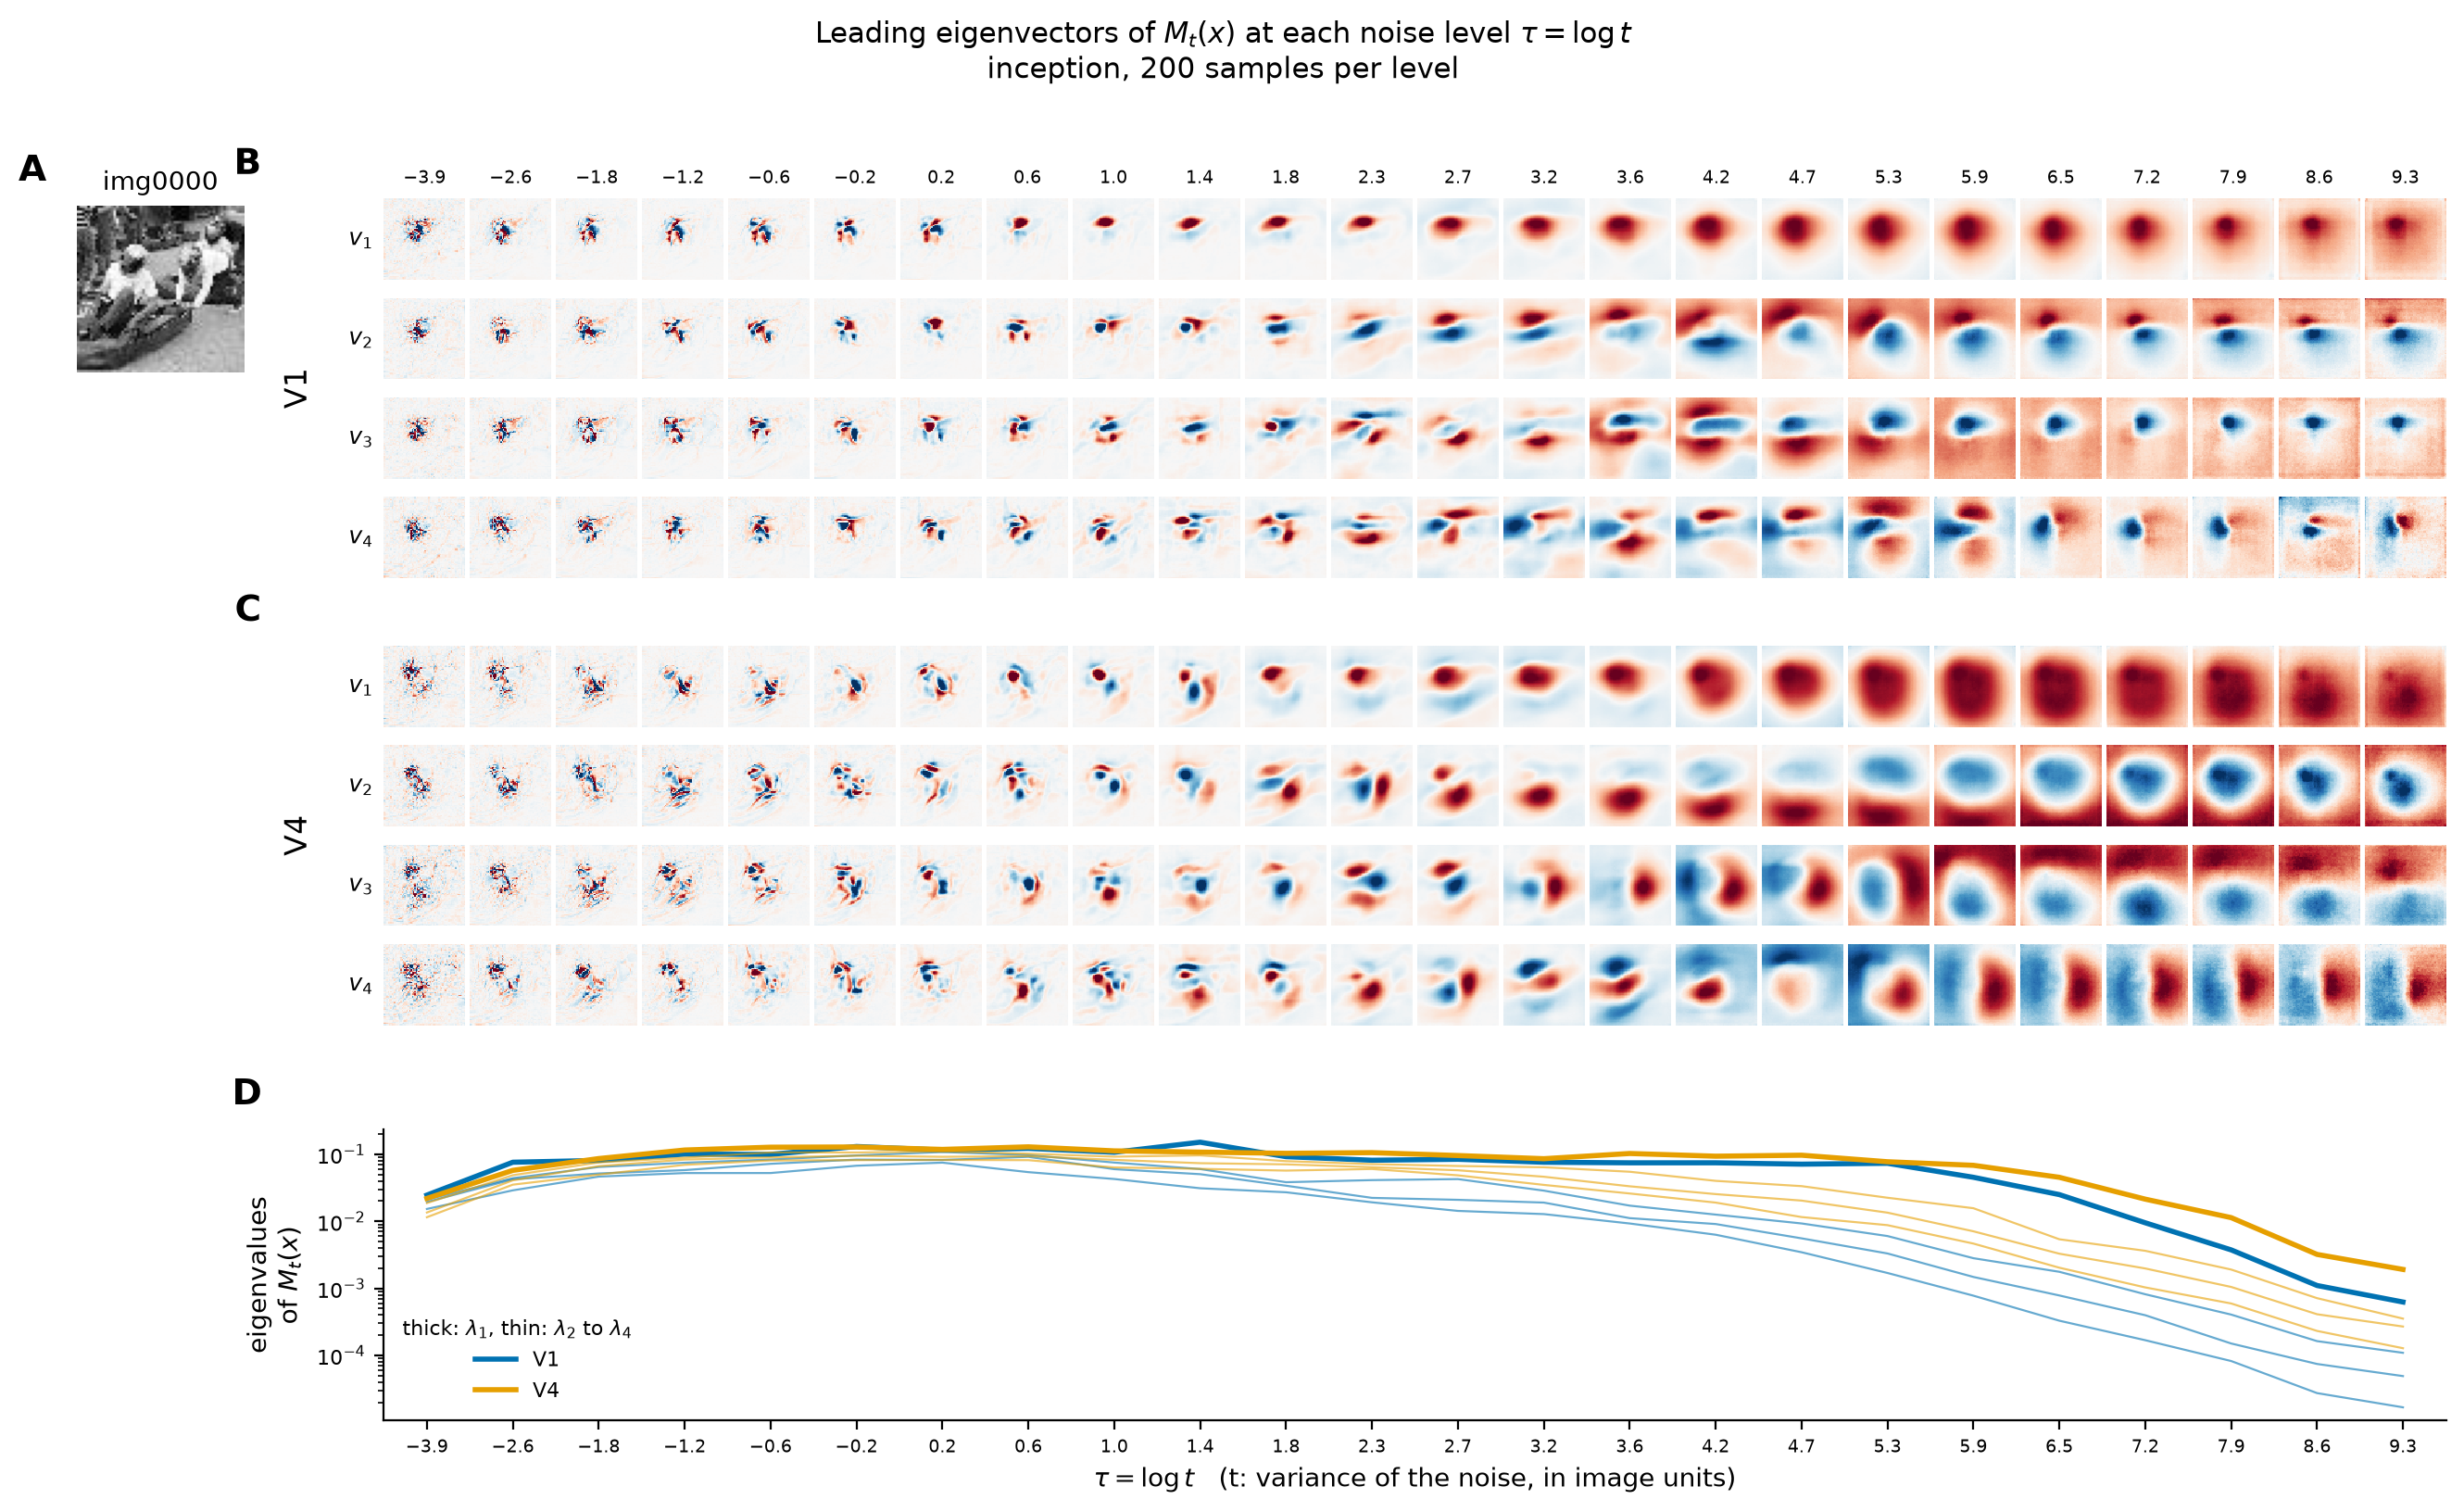 Leading eigenvectors of M_t(x) at each noise level τ = log t
inception, 200 samples per level
A
img0000
B
−3.9 −2.6 −1.8 −1.2 −0.6 −0.2 0.2 0.6 1.0 1.4 1.8 2.3 2.7 3.2 3.6 4.2 4.7 5.3 5.9 6.5 7.2 7.9 8.6 9.3
V1
v₁
v₂
v₃
v₄
C
V4
v₁
v₂
v₃
v₄
D
eigenvalues
of M_t(x)
10⁻¹
10⁻²
10⁻³
10⁻⁴
thick: λ₁, thin: λ₂ to λ₄
V1
V4
−3.9 −2.6 −1.8 −1.2 −0.6 −0.2 0.2 0.6 1.0 1.4 1.8 2.3 2.7 3.2 3.6 4.2 4.7 5.3 5.9 6.5 7.2 7.9 8.6 9.3
τ = log t (t: variance of the noise, in image units)